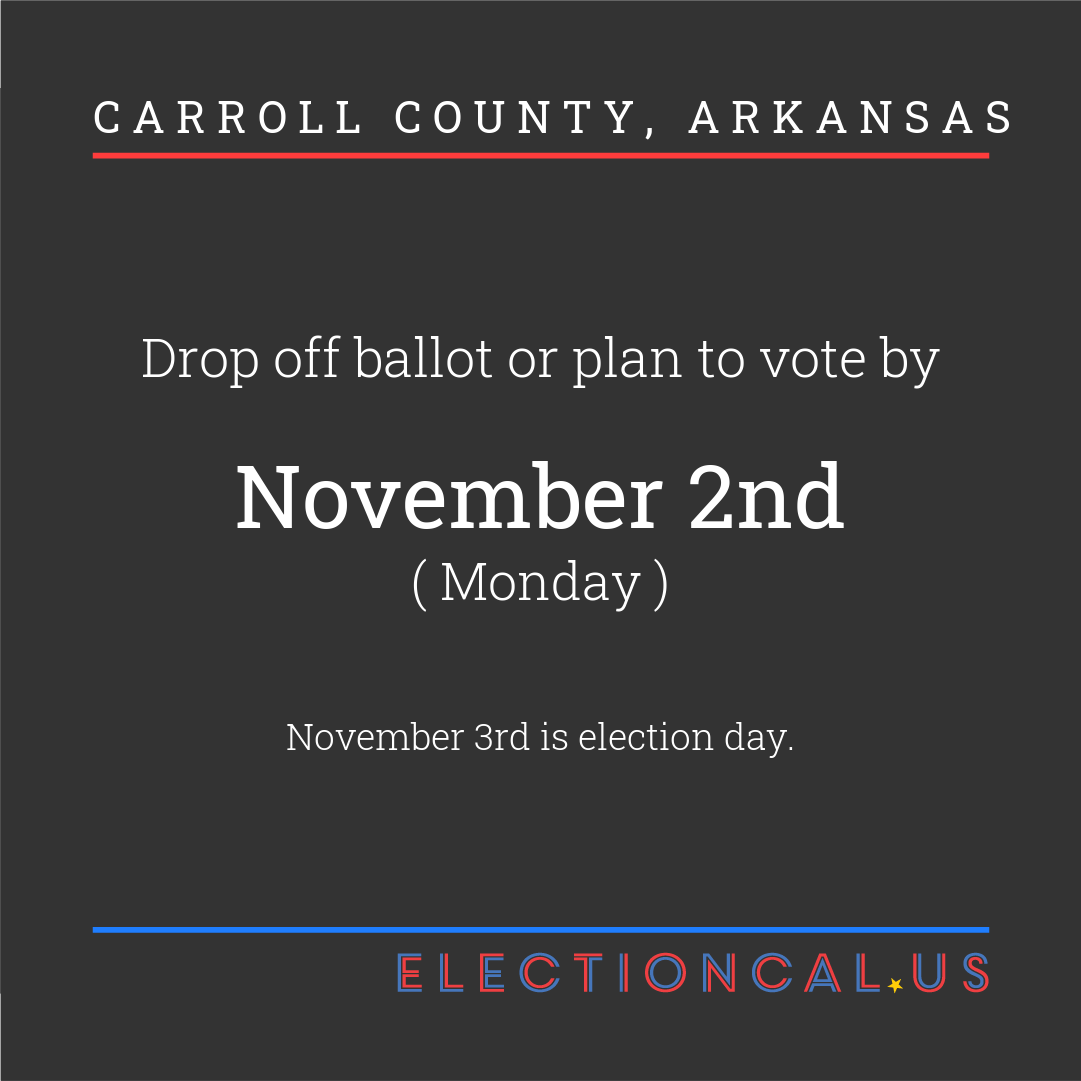 CARROLL COUNTY, ARKANSAS
Drop off ballot or plan to vote by
November 2nd
( Monday )
November 3rd is election day.
ELECTIONCAL.US